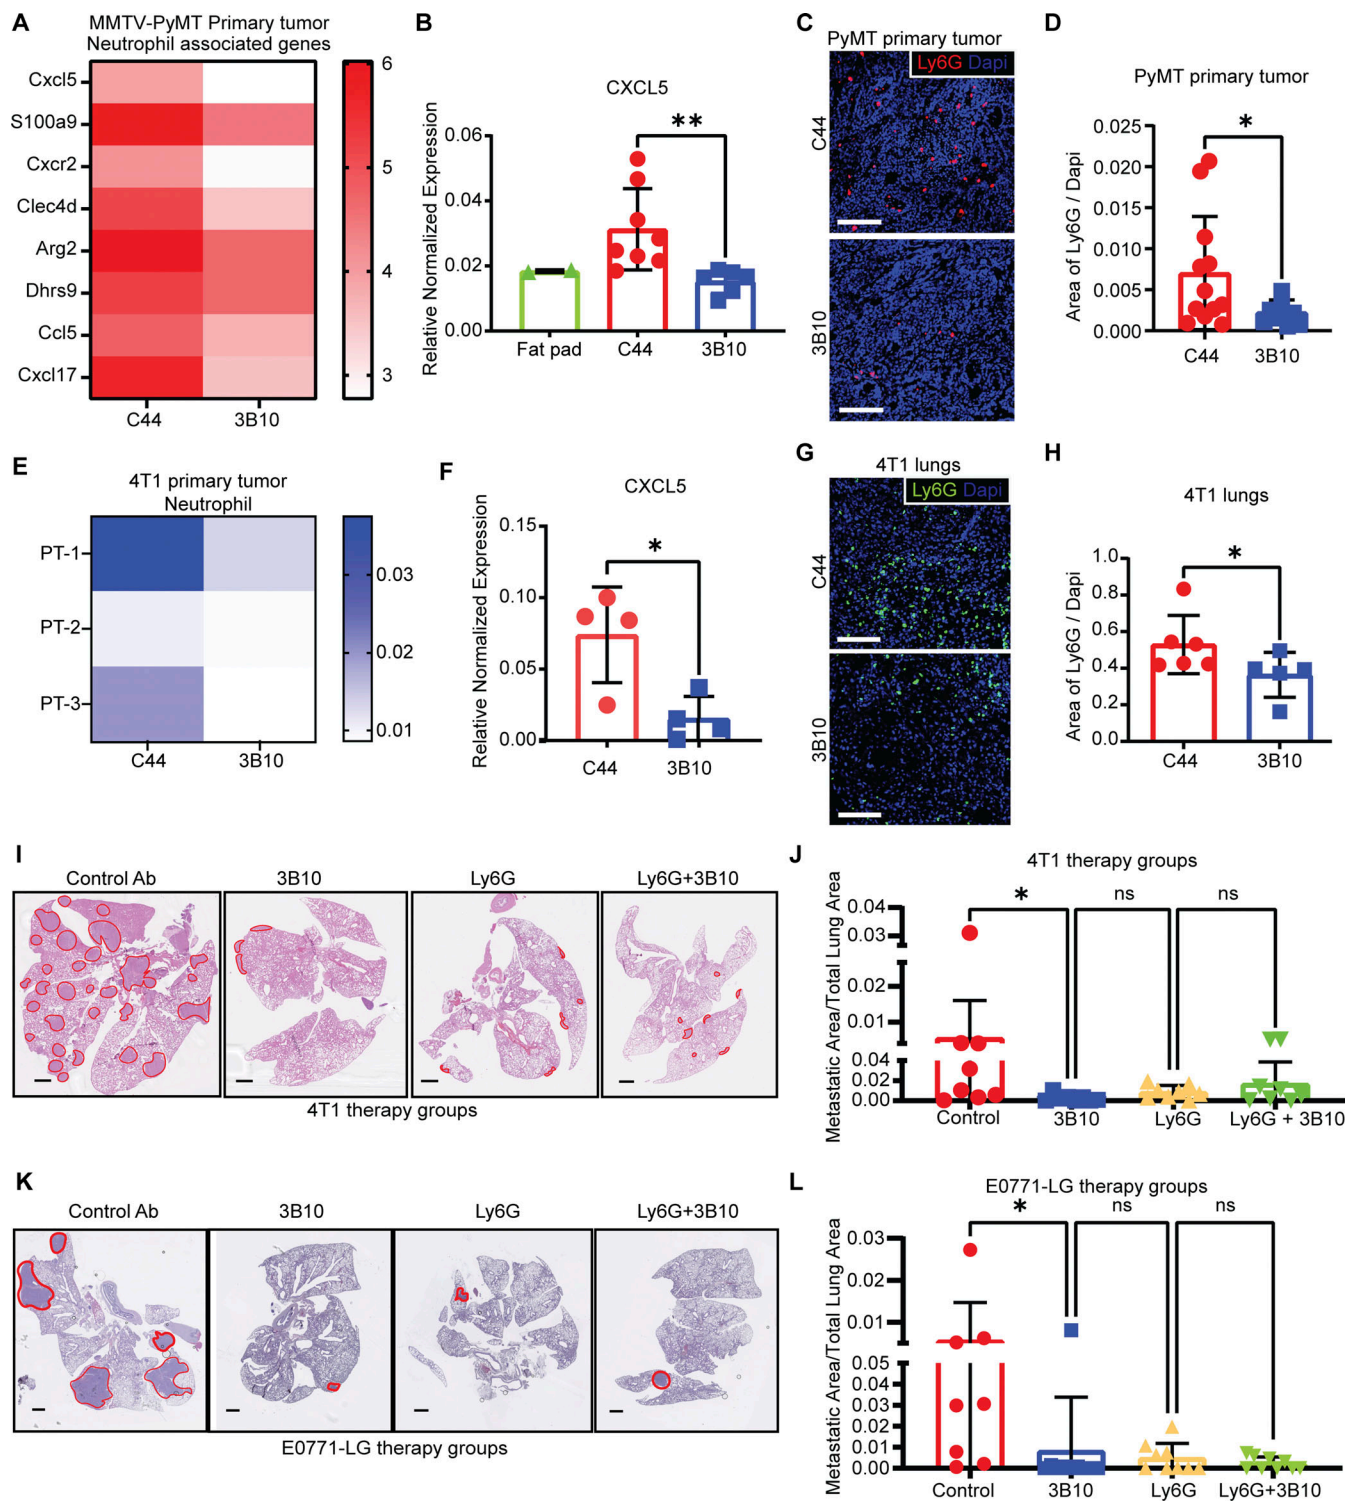 A
MMTV-PyMT Primary tumor
Neutrophil associated genes
Cxcl5
S100a9
Cxcr2
Clec4d
Arg2
Dhrs9
Ccl5
Cxcl17
C44
3B10
6
5
4
3
B
CXCL5
**
Relative Normalized Expression
0.06
0.04
0.02
0.00
Fat pad
C44
3B10
C
PyMT primary tumor
Ly6G Dapi
C44
3B10
D
PyMT primary tumor
*
Area of Ly6G / Dapi
0.025
0.020
0.015
0.010
0.005
0.000
C44
3B10
E
4T1 primary tumor
Neutrophil
PT-1
PT-2
PT-3
C44
3B10
0.03
0.02
0.01
F
CXCL5
*
Relative Normalized Expression
0.15
0.10
0.05
0.00
C44
3B10
G
4T1 lungs
Ly6G Dapi
C44
3B10
H
4T1 lungs
*
Area of Ly6G / Dapi
1.0
0.8
0.6
0.4
0.2
0.0
C44
3B10
I
Control Ab
3B10
Ly6G
Ly6G+3B10
4T1 therapy groups
J
4T1 therapy groups
*
ns
ns
Metastatic Area/Total Lung Area
0.04
0.03
0.02
0.01
0.04
0.02
0.00
Control
3B10
Ly6G
Ly6G + 3B10
K
Control Ab
3B10
Ly6G
Ly6G+3B10
E0771-LG therapy groups
L
E0771-LG therapy groups
*
ns
ns
Metastatic Area/Total Lung Area
0.03
0.02
0.01
0.05
0.04
0.03
0.02
0.01
0.00
Control
3B10
Ly6G
Ly6G+3B10